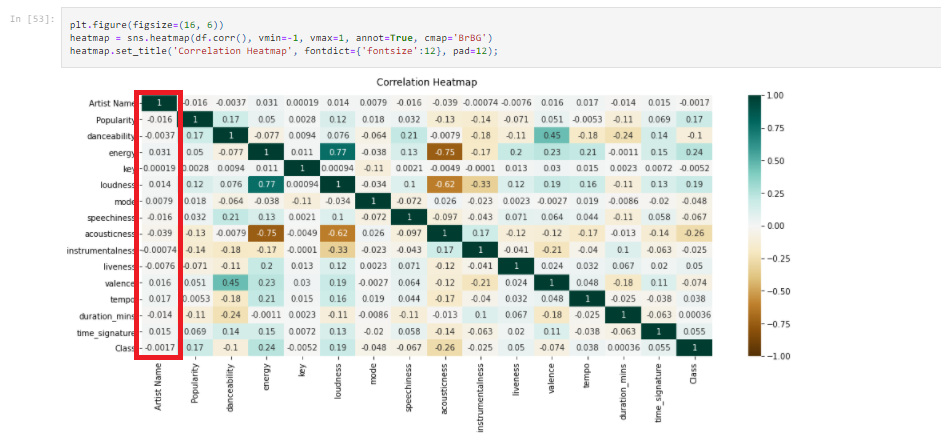 In [53]:
plt.figure(figsize=(16, 6))
heatmap = sns.heatmap(df.corr(), vmin=-1, vmax=1, annot=True, cmap='BrBG')
heatmap.set_title('Correlation Heatmap', fontdict={'fontsize':12}, pad=12);
Correlation Heatmap
Artist Name 1 -0.016 -0.0037 0.031 0.00019 0.014 0.0079 -0.016 -0.039 -0.00074 -0.0076 0.016 0.017 -0.014 0.015 -0.0017
Popularity -0.016 1 0.17 0.05 0.0028 0.12 0.018 0.032 -0.13 -0.14 -0.071 0.051 -0.0053 -0.11 0.069 0.17
danceability -0.0037 0.17 1 -0.077 0.0094 0.076 -0.064 0.21 -0.0079 -0.18 -0.11 0.45 -0.18 -0.24 0.14 -0.1
energy 0.031 0.05 -0.077 1 0.011 0.77 -0.038 0.13 -0.75 -0.17 0.2 0.23 0.21 -0.0011 0.15 0.24
key 0.00019 0.0028 0.0094 0.011 1 0.00094 -0.11 0.0021 -0.0049 -0.0001 0.013 0.03 0.015 0.0023 0.0072 -0.0052
loudness 0.014 0.12 0.076 0.77 0.00094 1 -0.034 0.1 -0.62 -0.33 0.12 0.19 0.16 -0.11 0.13 0.19
mode 0.0079 0.018 -0.064 -0.038 -0.11 -0.034 1 -0.072 0.026 -0.023 0.0023 -0.0027 0.019 -0.0086 -0.02 -0.048
speechiness -0.016 0.032 0.21 0.13 0.0021 0.1 -0.072 1 -0.097 -0.043 0.071 0.064 0.044 -0.11 0.058 -0.067
acousticness -0.039 -0.13 -0.0079 -0.75 -0.0049 -0.62 0.026 -0.097 1 0.17 -0.12 -0.12 -0.17 -0.013 -0.14 -0.26
instrumentalness -0.00074 -0.14 -0.18 -0.17 -0.0001 -0.33 -0.023 -0.043 0.17 1 -0.041 -0.21 -0.04 0.1 -0.063 -0.025
liveness -0.0076 -0.071 -0.11 0.2 0.013 0.12 0.0023 0.071 -0.12 -0.041 1 0.024 0.032 0.067 0.02 0.05
valence 0.016 0.051 0.45 0.23 0.03 0.19 -0.0027 0.064 -0.12 -0.21 0.024 1 0.048 -0.18 0.11 -0.074
tempo 0.017 -0.0053 -0.18 0.21 0.015 0.16 0.019 0.044 -0.17 -0.04 0.032 0.048 1 -0.025 -0.038 0.038
duration_mins -0.014 -0.11 -0.24 -0.0011 0.0023 -0.11 -0.0086 -0.11 -0.013 0.1 0.067 -0.18 -0.025 1 -0.063 0.00036
time_signature 0.015 0.069 0.14 0.15 0.0072 0.13 -0.02 0.058 -0.14 -0.063 0.02 0.11 -0.038 -0.063 1 0.055
Class -0.0017 0.17 -0.1 0.24 -0.0052 0.19 -0.048 -0.067 -0.26 -0.025 0.05 -0.074 0.038 0.00036 0.055 1
Artist Name
Popularity
danceability
energy
key
loudness
mode
speechiness
acousticness
instrumentalness
liveness
valence
tempo
duration_mins
time_signature
Class
1.00
0.75
0.50
0.25
0.00
-0.25
-0.50
-0.75
-1.00